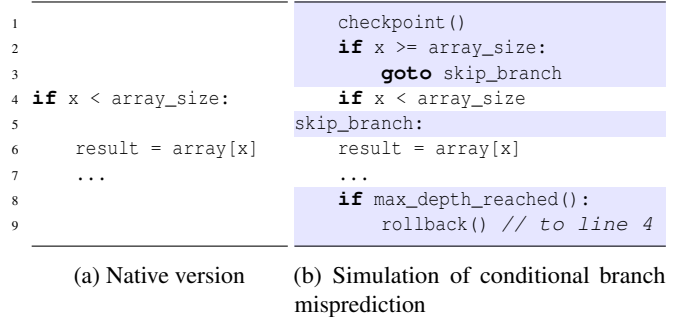 1 checkpoint()
2 if x >= array_size:
3 goto skip_branch
4 if x < array_size: if x < array_size
5 skip_branch:
6 result = array[x] result = array[x]
7 ... ...
8 if max_depth_reached():
9 rollback() // to line 4
(a) Native version
(b) Simulation of conditional branch
misprediction